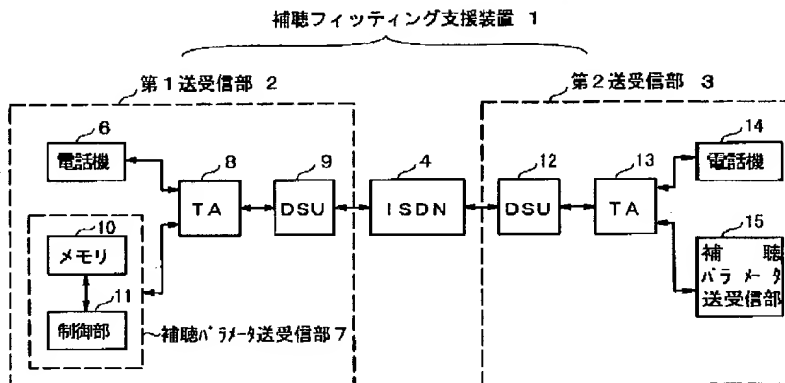 補聴フィッティング支援装置 1
第1送受信部 2
第2送受信部 3
6
電話機
8
TA
9
DSU
4
ISDN
12
DSU
13
TA
14
電話機
10
メモリ
11
制御部
補聴パラメータ送受信部7
15
補聴
パラメータ
送受信部